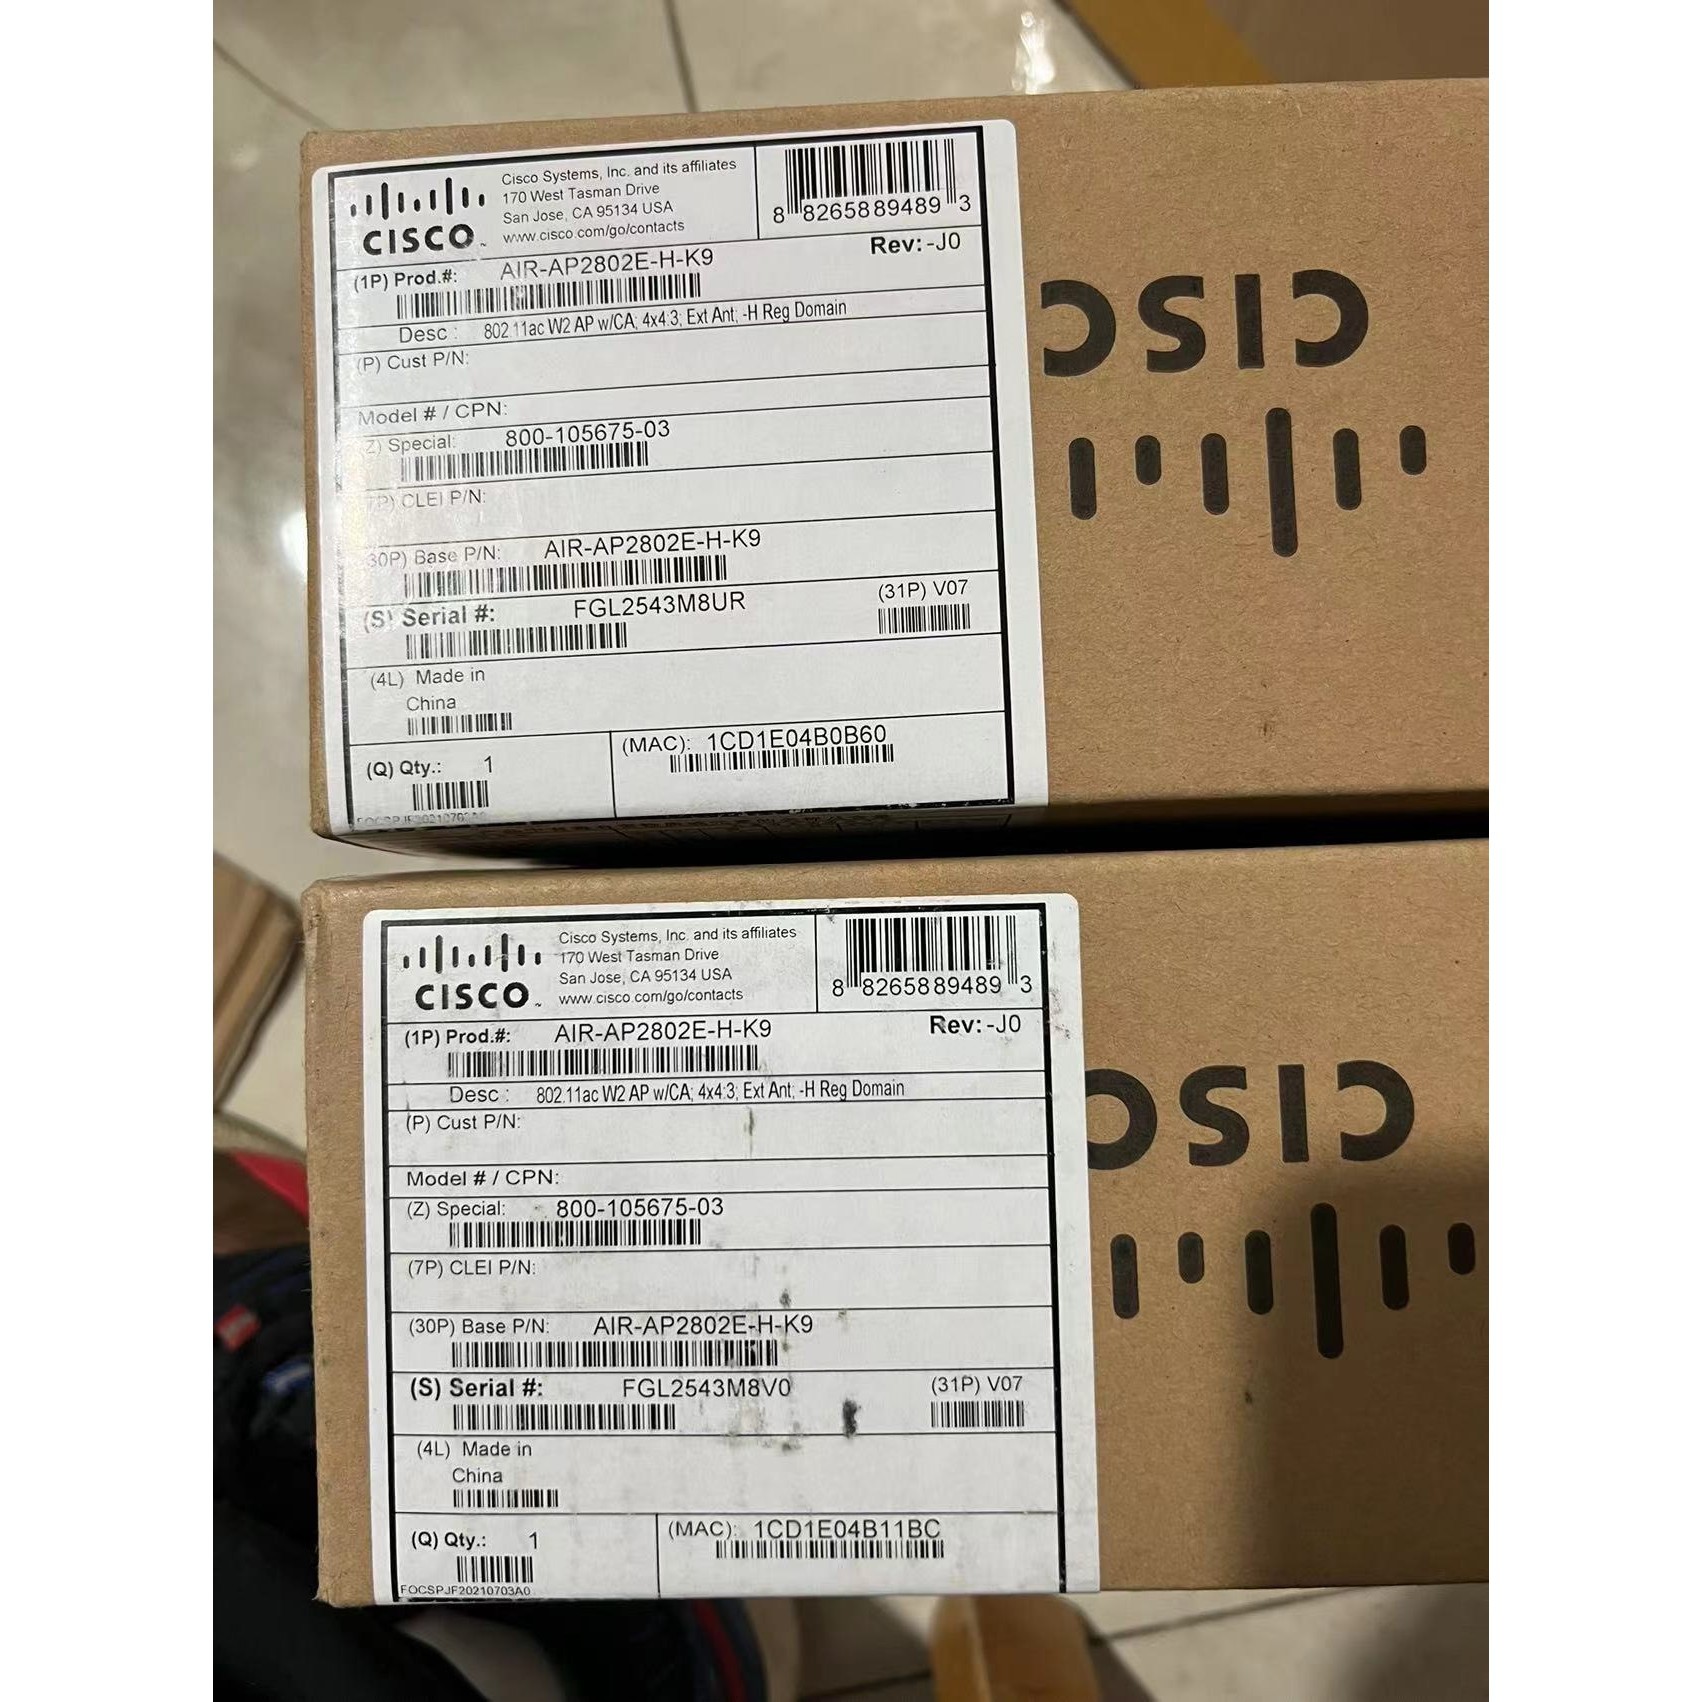 CISCO
Cisco Systems, Inc. and its affiliates
170 West Tasman Drive
San Jose, CA 95134 USA
www.cisco.com/go/contacts
8 82658 89489 3
Rev:-J0
(1P) Prod.#: AIR-AP2802E-H-K9
Desc : 802.11ac W2 AP w/CA; 4x4:3; Ext Ant; -H Reg Domain
(P) Cust P/N:
Model # / CPN:
Z) Special: 800-105675-03
7P) CLEI P/N:
30P) Base P/N: AIR-AP2802E-H-K9
(S) Serial #: FGL2543M8UR
(31P) V07
(4L) Made in
China
(Q) Qty.: 1
(MAC): 1CD1E04B0B60
CISC
CISCO
Cisco Systems, Inc. and its affiliates
170 West Tasman Drive
San Jose, CA 95134 USA
www.cisco.com/go/contacts
8 82658 89489 3
(1P) Prod.#: AIR-AP2802E-H-K9
Rev:-J0
Desc : 802.11ac W2 AP w/CA; 4x4:3; Ext Ant; -H Reg Domain
(P) Cust P/N:
Model # / CPN:
(Z) Special: 800-105675-03
(7P) CLEI P/N:
(30P) Base P/N: AIR-AP2802E-H-K9
(S) Serial #: FGL2543M8V0
(31P) V07
(4L) Made in
China
(Q) Qty.: 1
(MAC): 1CD1E04B11BC
FOCSPJF20210703A0
CISCO